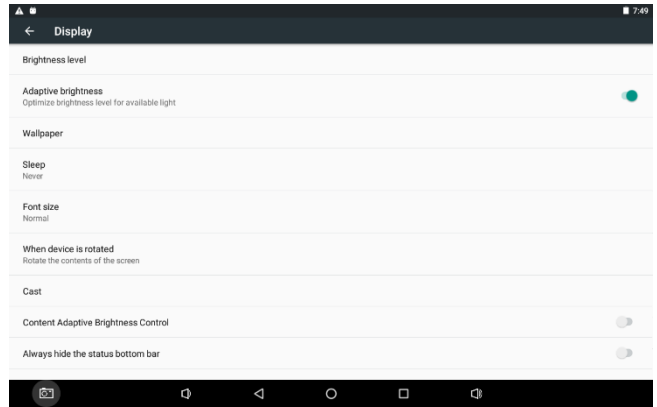 7:49
Display
Brightness level
Adaptive brightness
Optimize brightness level for available light
Wallpaper
Sleep
Never
Font size
Normal
When device is rotated
Rotate the contents of the screen
Cast
Content Adaptive Brightness Control
Always hide the status bottom bar